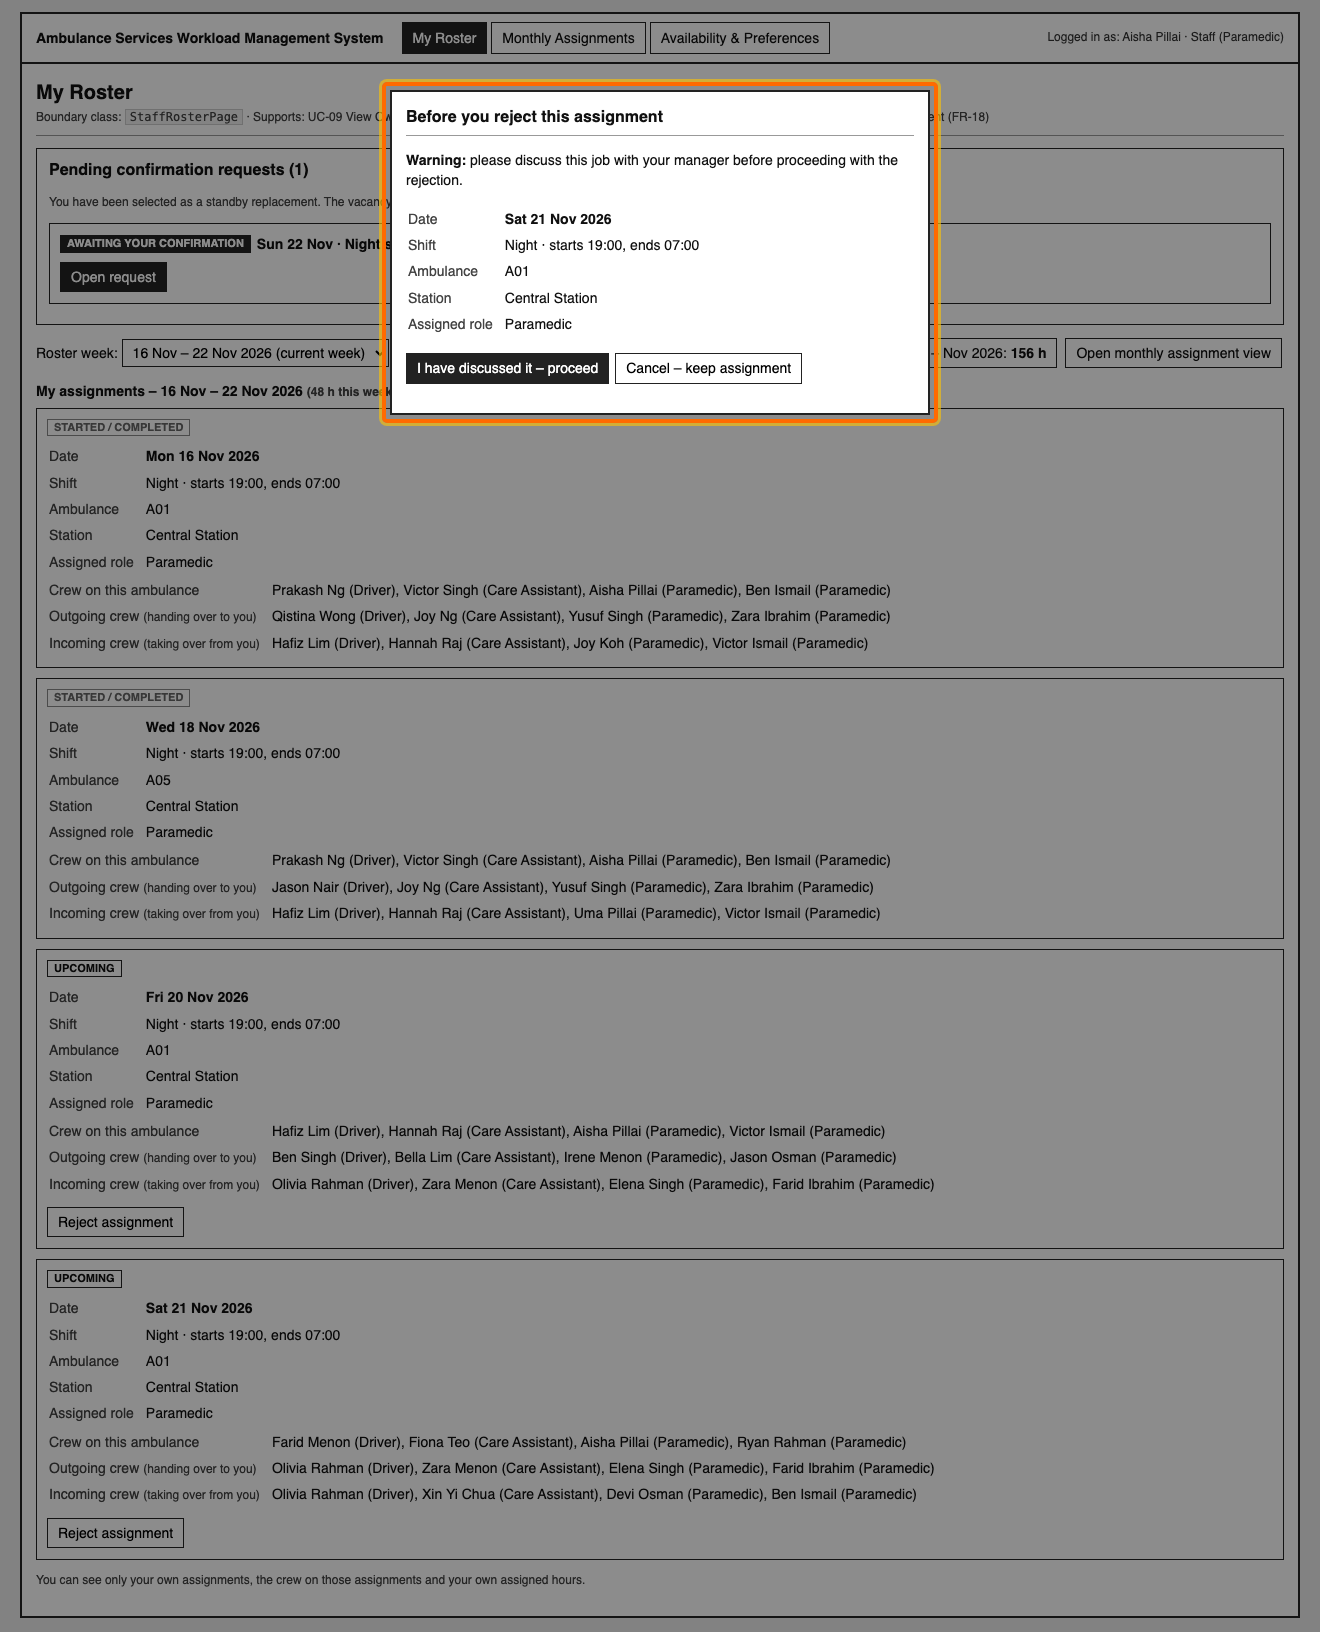 Ambulance Services Workload Management System My Roster Monthly Assignments Availability & Preferences Logged in as: Aisha Pillai · Staff (Paramedic)
My Roster
Boundary class: StaffRosterPage · Supports: UC-09 View (FR-18)
Before you reject this assignment
Warning: please discuss this job with your manager before proceeding with the
rejection.
Date Sat 21 Nov 2026
Shift Night · starts 19:00, ends 07:00
Ambulance A01
Station Central Station
Assigned role Paramedic
I have discussed it – proceed Cancel – keep assignment
Pending confirmation requests (1)
You have been selected as a standby replacement. The vacancy
AWAITING YOUR CONFIRMATION Sun 22 Nov · Night
Open request
Roster week: 16 Nov – 22 Nov 2026 (current week) – Nov 2026: 156 h Open monthly assignment view
My assignments – 16 Nov – 22 Nov 2026 (48 h this week
STARTED / COMPLETED
Date Mon 16 Nov 2026
Shift Night · starts 19:00, ends 07:00
Ambulance A01
Station Central Station
Assigned role Paramedic
Crew on this ambulance Prakash Ng (Driver), Victor Singh (Care Assistant), Aisha Pillai (Paramedic), Ben Ismail (Paramedic)
Outgoing crew (handing over to you) Qistina Wong (Driver), Joy Ng (Care Assistant), Yusuf Singh (Paramedic), Zara Ibrahim (Paramedic)
Incoming crew (taking over from you) Hafiz Lim (Driver), Hannah Raj (Care Assistant), Joy Koh (Paramedic), Victor Ismail (Paramedic)
STARTED / COMPLETED
Date Wed 18 Nov 2026
Shift Night · starts 19:00, ends 07:00
Ambulance A05
Station Central Station
Assigned role Paramedic
Crew on this ambulance Prakash Ng (Driver), Victor Singh (Care Assistant), Aisha Pillai (Paramedic), Ben Ismail (Paramedic)
Outgoing crew (handing over to you) Jason Nair (Driver), Joy Ng (Care Assistant), Yusuf Singh (Paramedic), Zara Ibrahim (Paramedic)
Incoming crew (taking over from you) Hafiz Lim (Driver), Hannah Raj (Care Assistant), Uma Pillai (Paramedic), Victor Ismail (Paramedic)
UPCOMING
Date Fri 20 Nov 2026
Shift Night · starts 19:00, ends 07:00
Ambulance A01
Station Central Station
Assigned role Paramedic
Crew on this ambulance Hafiz Lim (Driver), Hannah Raj (Care Assistant), Aisha Pillai (Paramedic), Victor Ismail (Paramedic)
Outgoing crew (handing over to you) Ben Singh (Driver), Bella Lim (Care Assistant), Irene Menon (Paramedic), Jason Osman (Paramedic)
Incoming crew (taking over from you) Olivia Rahman (Driver), Zara Menon (Care Assistant), Elena Singh (Paramedic), Farid Ibrahim (Paramedic)
Reject assignment
UPCOMING
Date Sat 21 Nov 2026
Shift Night · starts 19:00, ends 07:00
Ambulance A01
Station Central Station
Assigned role Paramedic
Crew on this ambulance Farid Menon (Driver), Fiona Teo (Care Assistant), Aisha Pillai (Paramedic), Ryan Rahman (Paramedic)
Outgoing crew (handing over to you) Olivia Rahman (Driver), Zara Menon (Care Assistant), Elena Singh (Paramedic), Farid Ibrahim (Paramedic)
Incoming crew (taking over from you) Olivia Rahman (Driver), Xin Yi Chua (Care Assistant), Devi Osman (Paramedic), Ben Ismail (Paramedic)
Reject assignment
You can see only your own assignments, the crew on those assignments and your own assigned hours.